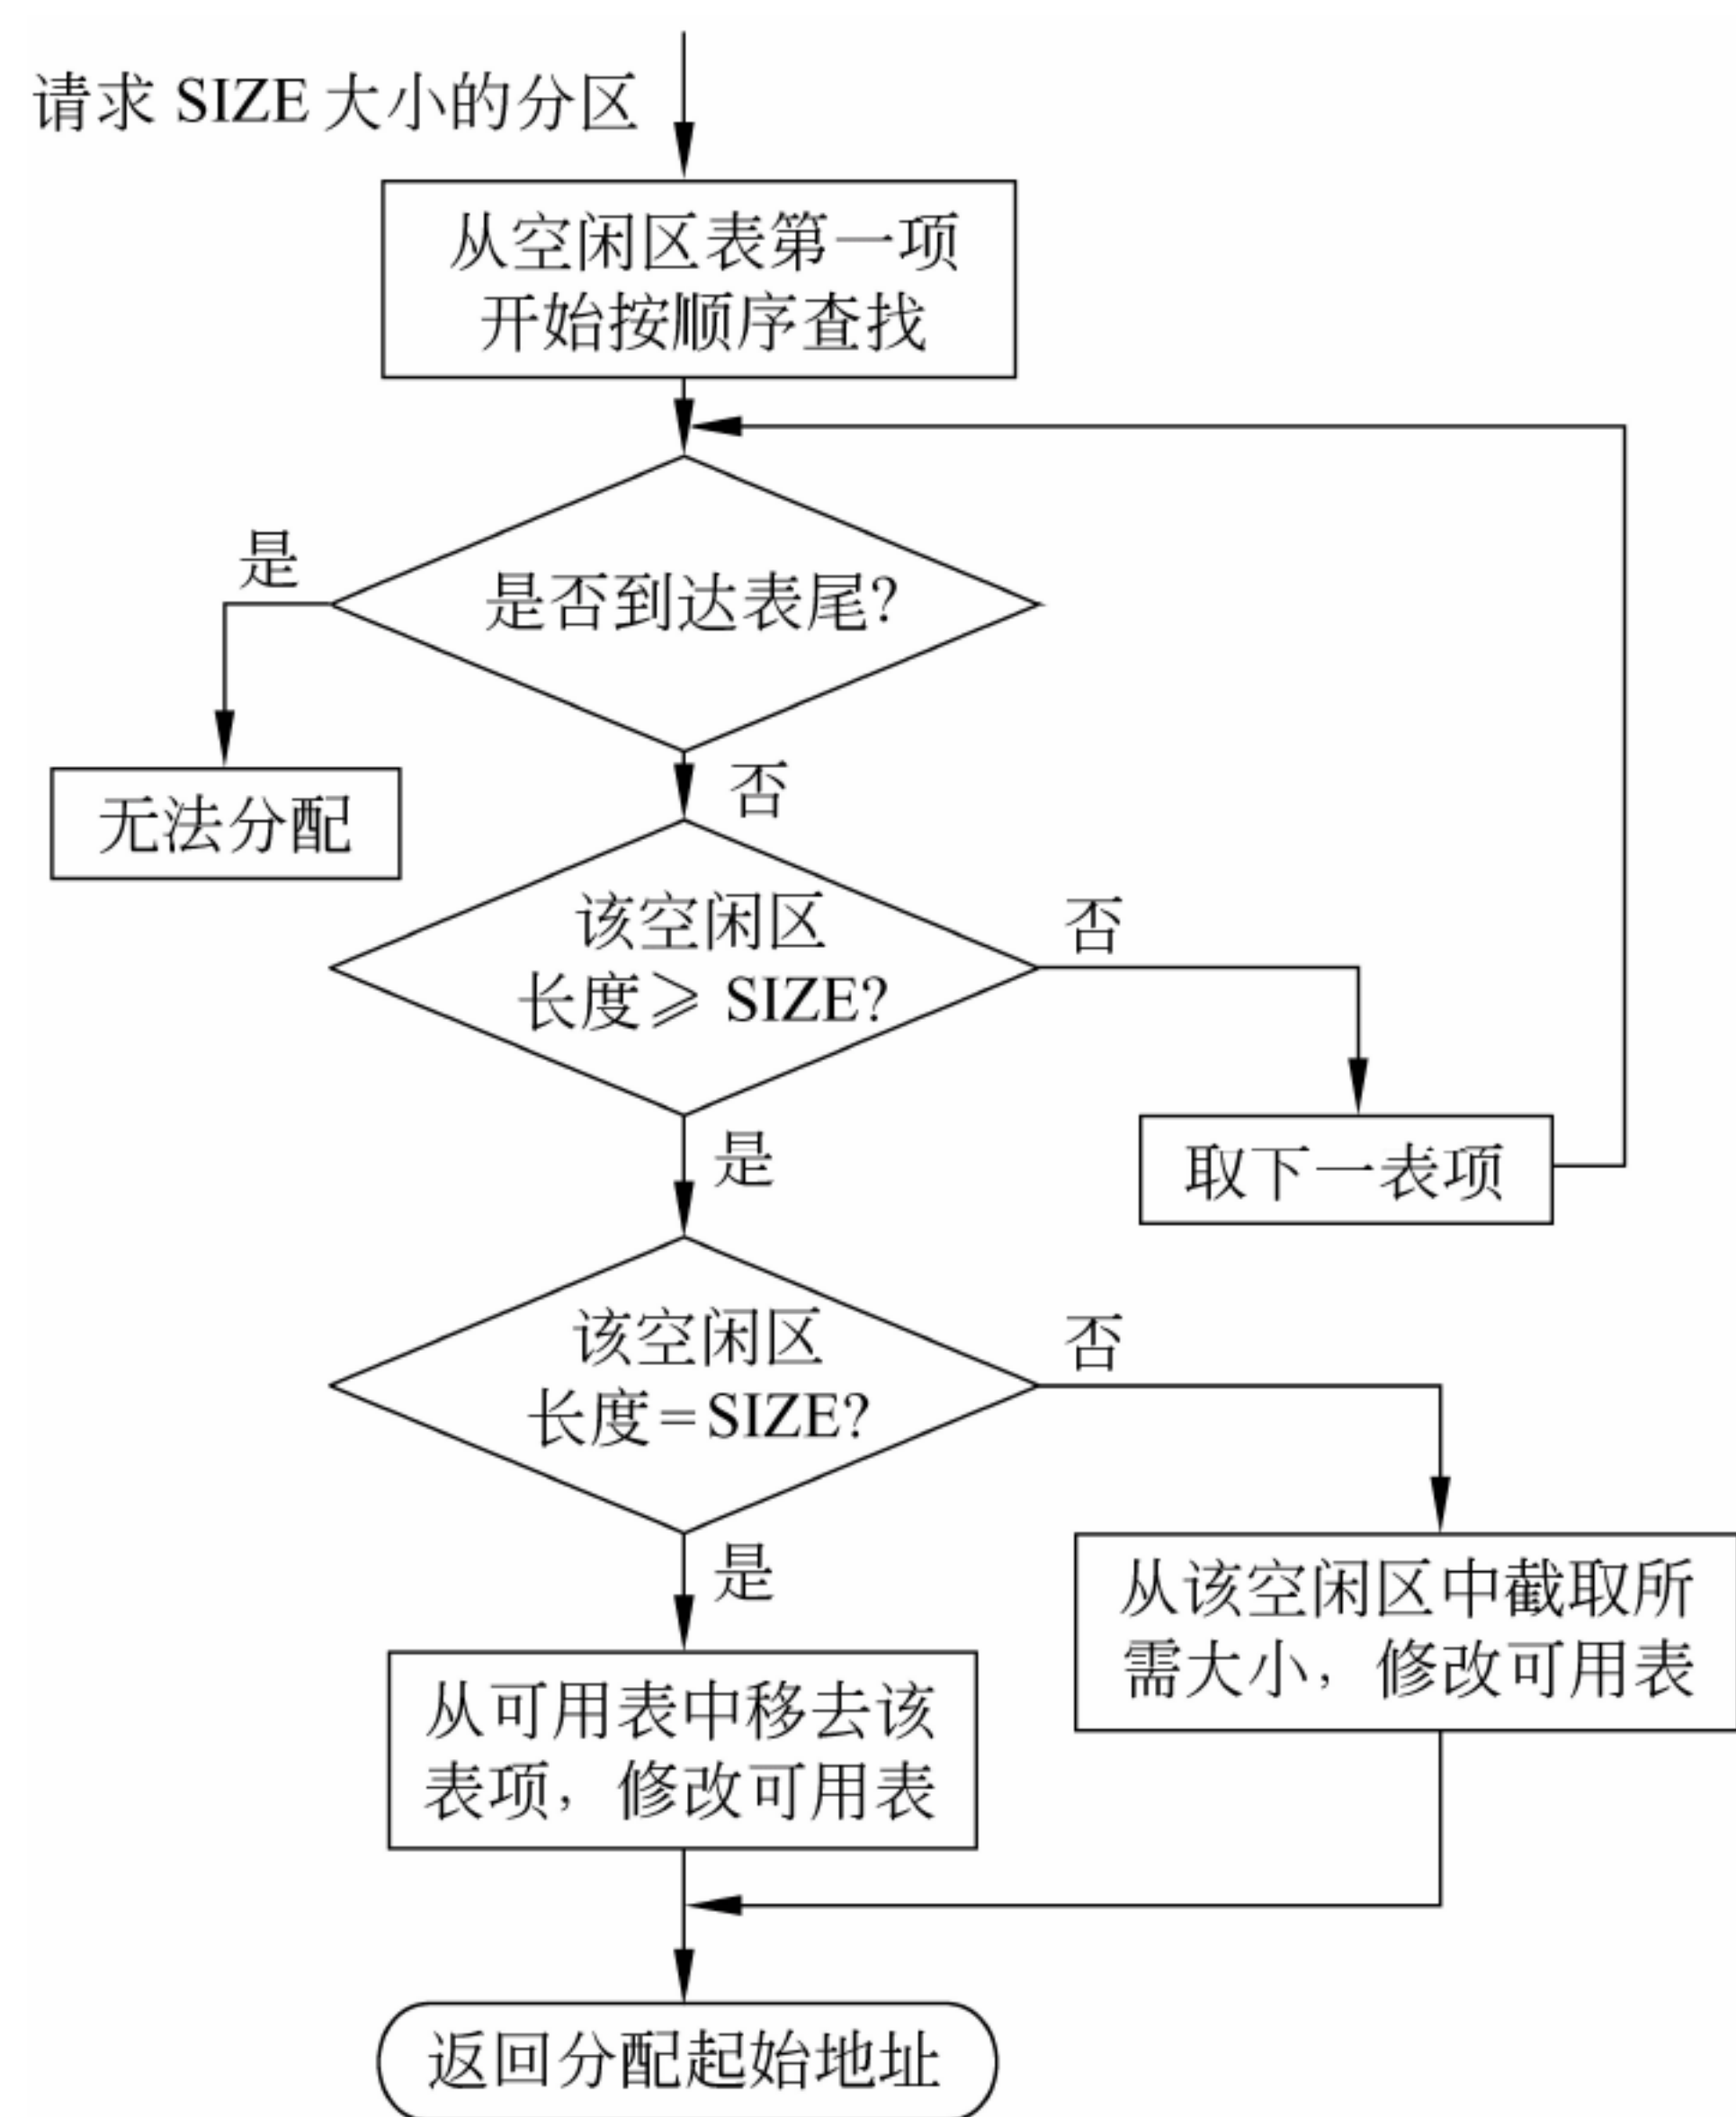 请求 SIZE 大小的分区
从空闲区表第一项
开始按顺序查找
是
是否到达表尾?
否
无法分配
该空闲区
长度≥ SIZE?
否
是
取下一表项
该空闲区
长度=SIZE?
否
是
从该空闲区中截取所
需大小，修改可用表
从可用表中移去该
表项，修改可用表
返回分配起始地址